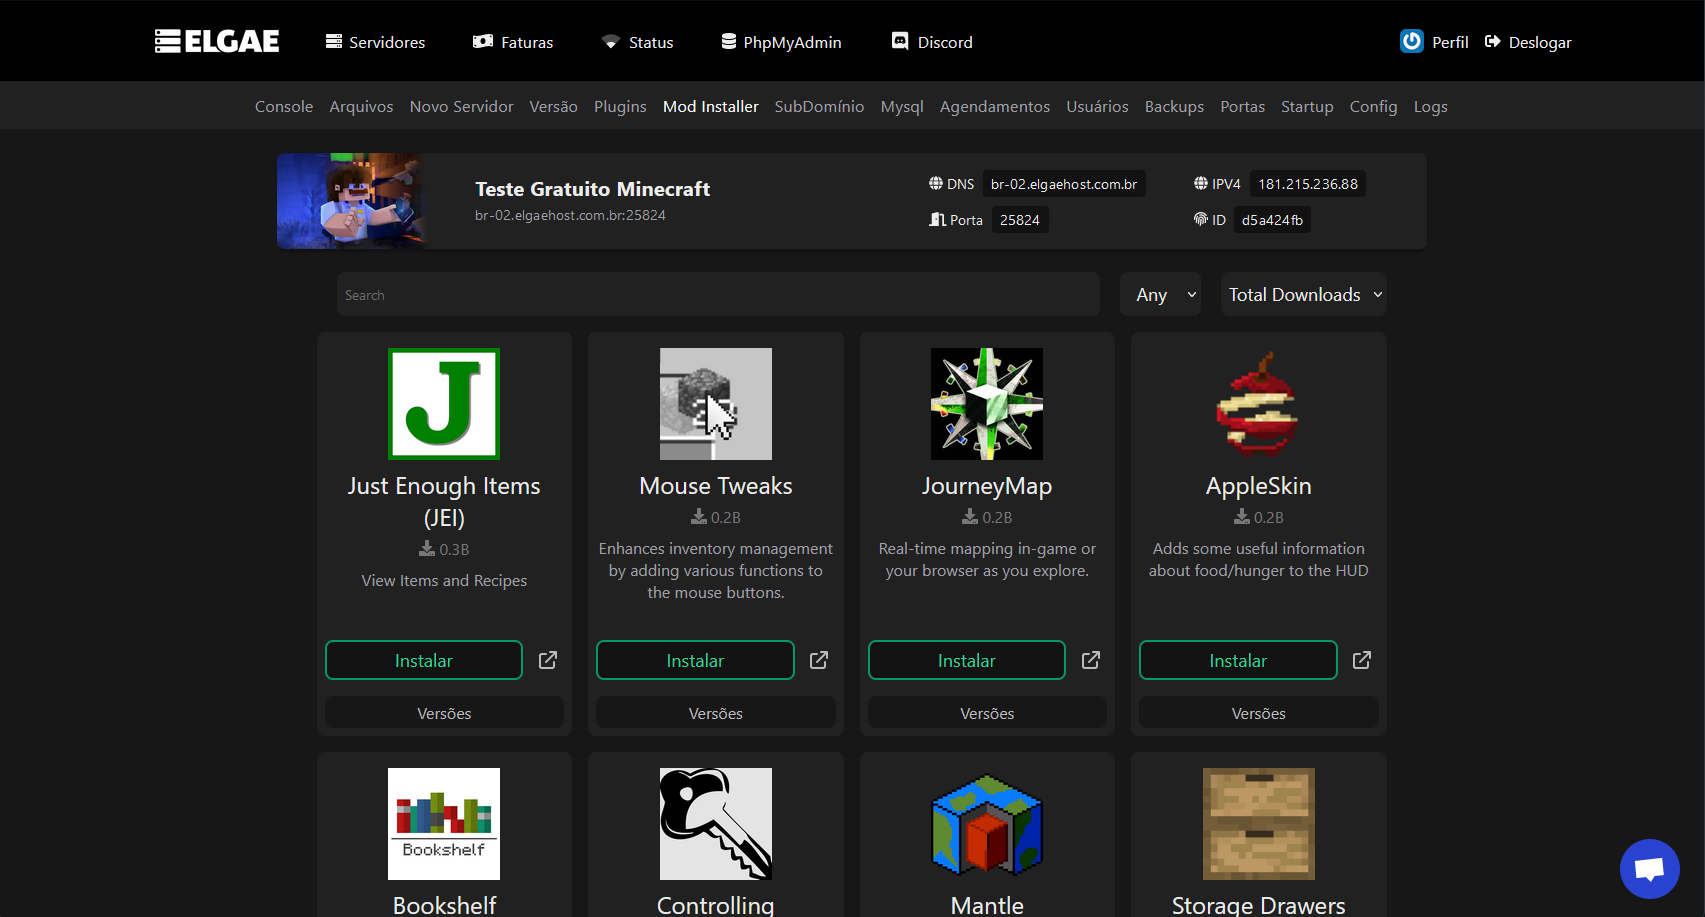 ELGAE Servidores Faturas Status PhpMyAdmin Discord Perfil Deslogar
Console Arquivos Novo Servidor Versão Plugins Mod Installer SubDomínio Mysql Agendamentos Usuários Backups Portas Startup Config Logs
Teste Gratuito Minecraft
br-02.elgaehost.com.br:25824
DNS br-02.elgaehost.com.br IPV4 181.215.236.88
Porta 25824 ID d5a424fb
Search Any Total Downloads
J
Just Enough Items
(JEI)
0.3B
View Items and Recipes
Instalar
Versões
Mouse Tweaks
0.2B
Enhances inventory management
by adding various functions to
the mouse buttons.
Instalar
Versões
JourneyMap
0.2B
Real-time mapping in-game or
your browser as you explore.
Instalar
Versões
AppleSkin
0.2B
Adds some useful information
about food/hunger to the HUD
Instalar
Versões
Bookshelf
Bookshelf
Controlling
Mantle
Storage Drawers